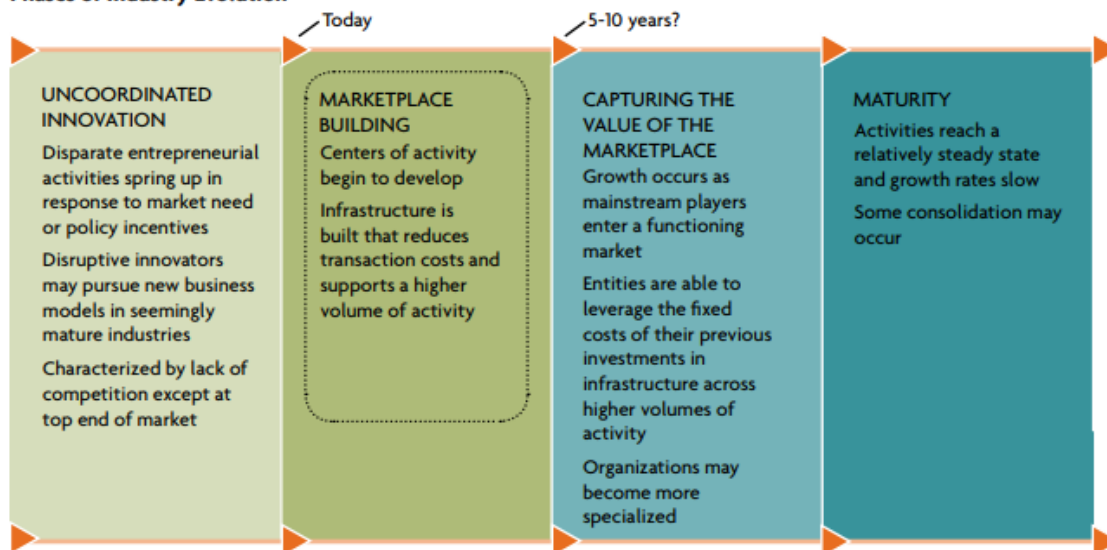 Phases of Industry Evolution
Today
5-10 years?
UNCOORDINATED
INNOVATION
Disparate entrepreneurial
activities spring up in
response to market need
or policy incentives
Disruptive innovators
may pursue new business
models in seemingly
mature industries
Characterized by lack of
competition except at
top end of market
MARKETPLACE
BUILDING
Centers of activity
begin to develop
Infrastructure is
built that reduces
transaction costs and
supports a higher
volume of activity
CAPTURING THE
VALUE OF THE
MARKETPLACE
Growth occurs as
mainstream players
enter a functioning
market
Entities are able to
leverage the fixed
costs of their previous
investments in
infrastructure across
higher volumes of
activity
Organizations may
become more
specialized
MATURITY
Activities reach a
relatively steady state
and growth rates slow
Some consolidation may
occur